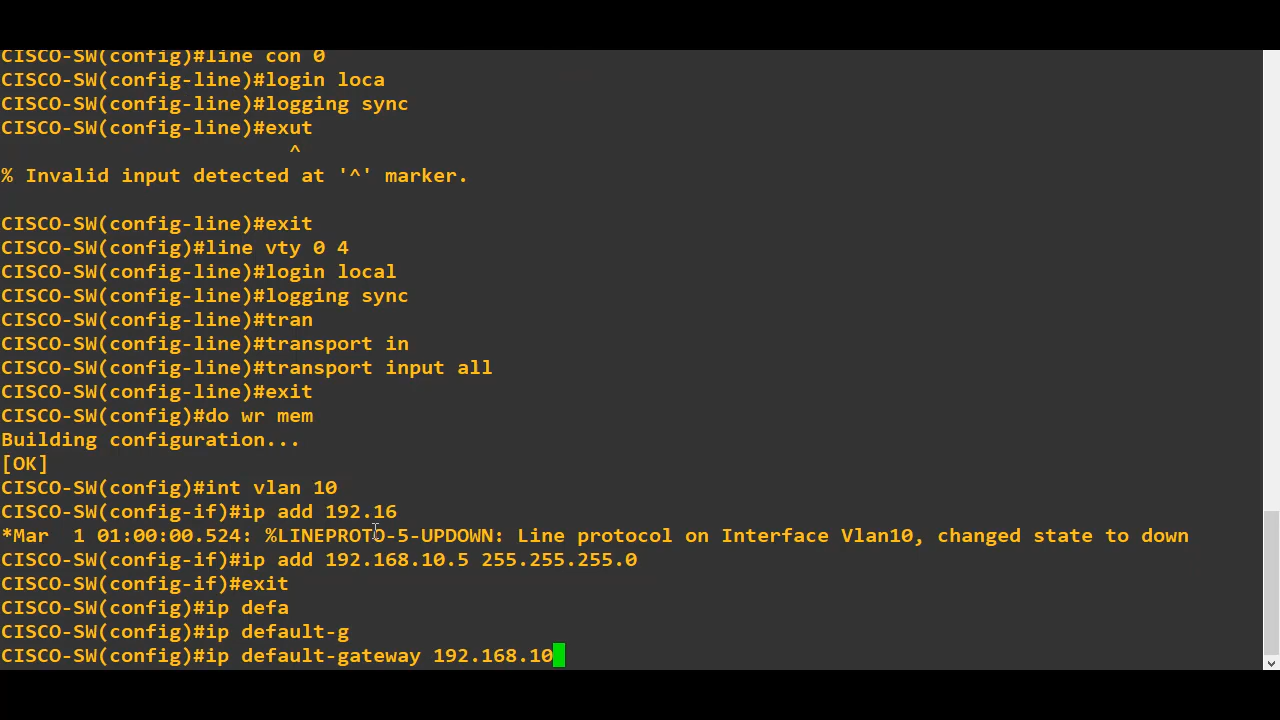 CISCO-SW(config)#line con 0
CISCO-SW(config-line)#login loca
CISCO-SW(config-line)#logging sync
CISCO-SW(config-line)#exut
^
% Invalid input detected at '^' marker.
CISCO-SW(config-line)#exit
CISCO-SW(config)#line vty 0 4
CISCO-SW(config-line)#login local
CISCO-SW(config-line)#logging sync
CISCO-SW(config-line)#tran
CISCO-SW(config-line)#transport in
CISCO-SW(config-line)#transport input all
CISCO-SW(config-line)#exit
CISCO-SW(config)#do wr mem
Building configuration...
[OK]
CISCO-SW(config)#int vlan 10
CISCO-SW(config-if)#ip add 192.16
*Mar  1 01:00:00.524: %LINEPROTO-5-UPDOWN: Line protocol on Interface Vlan10, changed state to down
CISCO-SW(config-if)#ip add 192.168.10.5 255.255.255.0
CISCO-SW(config-if)#exit
CISCO-SW(config)#ip defa
CISCO-SW(config)#ip default-g
CISCO-SW(config)#ip default-gateway 192.168.10